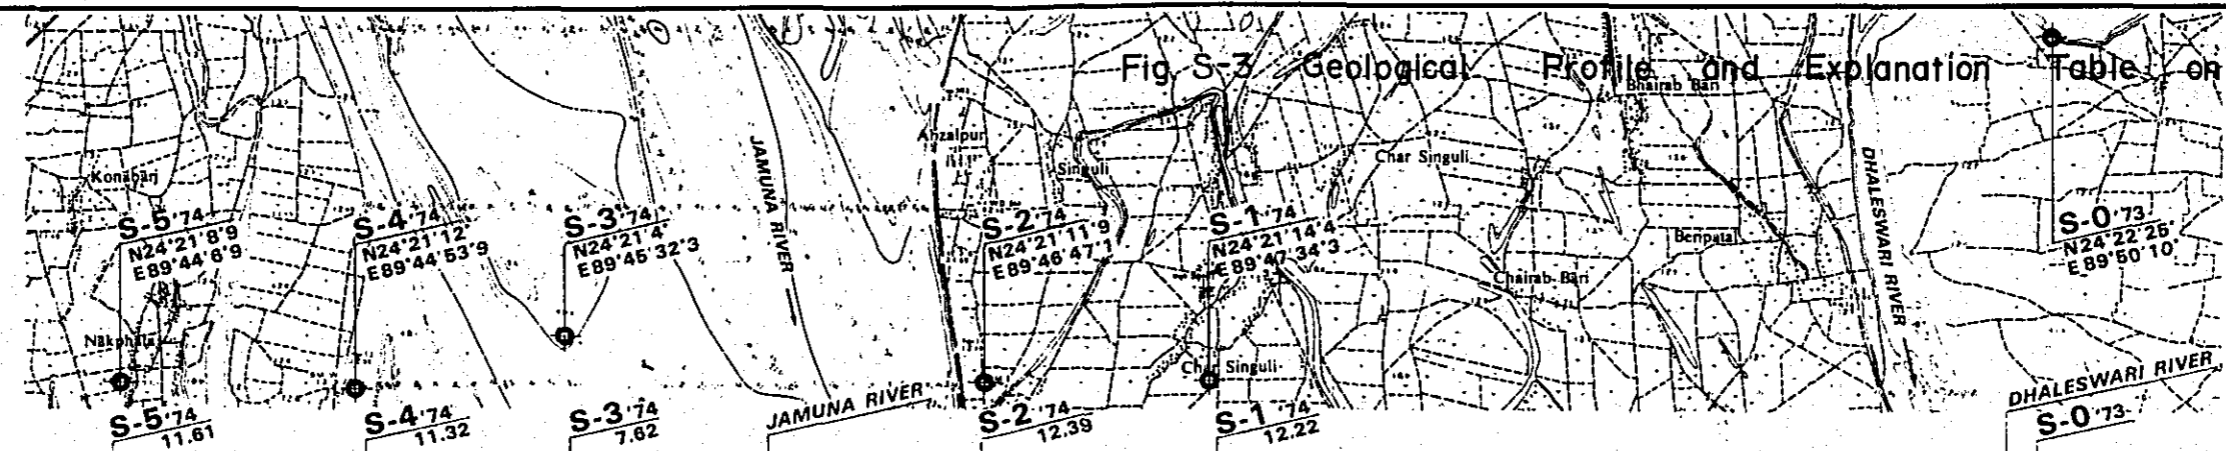 Fig. S-3 Geological Profile and Explanation Table on
Bhairab Bari
Ahzalpur
JAMUNA RIVER
Char Singuli
Singuli
Konabari
DHALESWARI RIVER
S-5 '74
N24°21'8"9
E89°44'6"9
S-4 '74
N24°21'12"
E89°44'53"9
S-3 '74
N24°21'4"
E89°45'32"3
S-2 '74
N24°21'11"9
E89°46'47"1
S-1 '74
N24°21'14"4
E89°47'34"3
S-0 '73
N24°22'25"
E89°50'10"
Benpatal
Chairab Bari
Nakphala
Char Singuli
S-5 '74
11.61
S-4 '74
11.32
S-3 '74
7.62
JAMUNA RIVER
S-2 '74
12.39
S-1 '74
12.22
DHALESWARI RIVER
S-0 '73